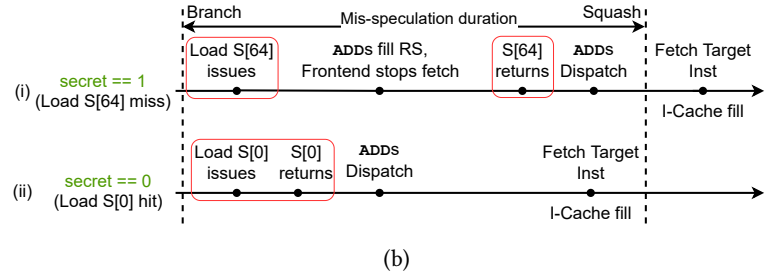 Branch Mis-speculation duration Squash
Load S[64] issues
ADDs fill RS, Frontend stops fetch
S[64] returns
ADDs Dispatch
Fetch Target Inst
(i) secret == 1
(Load S[64] miss)
I-Cache fill
Load S[0] issues
S[0] returns
ADDs Dispatch
Fetch Target Inst
(ii) secret == 0
(Load S[0] hit)
I-Cache fill
(b)